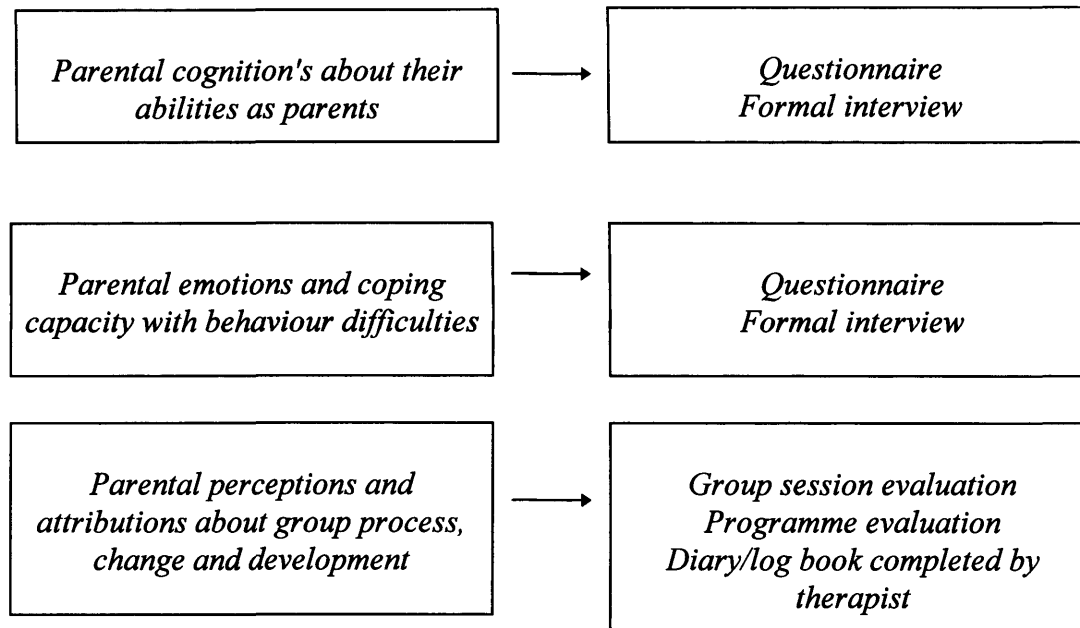 Parental cognition's about their
abilities as parents
Questionnaire
Formal interview
Parental emotions and coping
capacity with behaviour difficulties
Questionnaire
Formal interview
Parental perceptions and
attributions about group process,
change and development
Group session evaluation
Programme evaluation
Diary/log book completed by
therapist